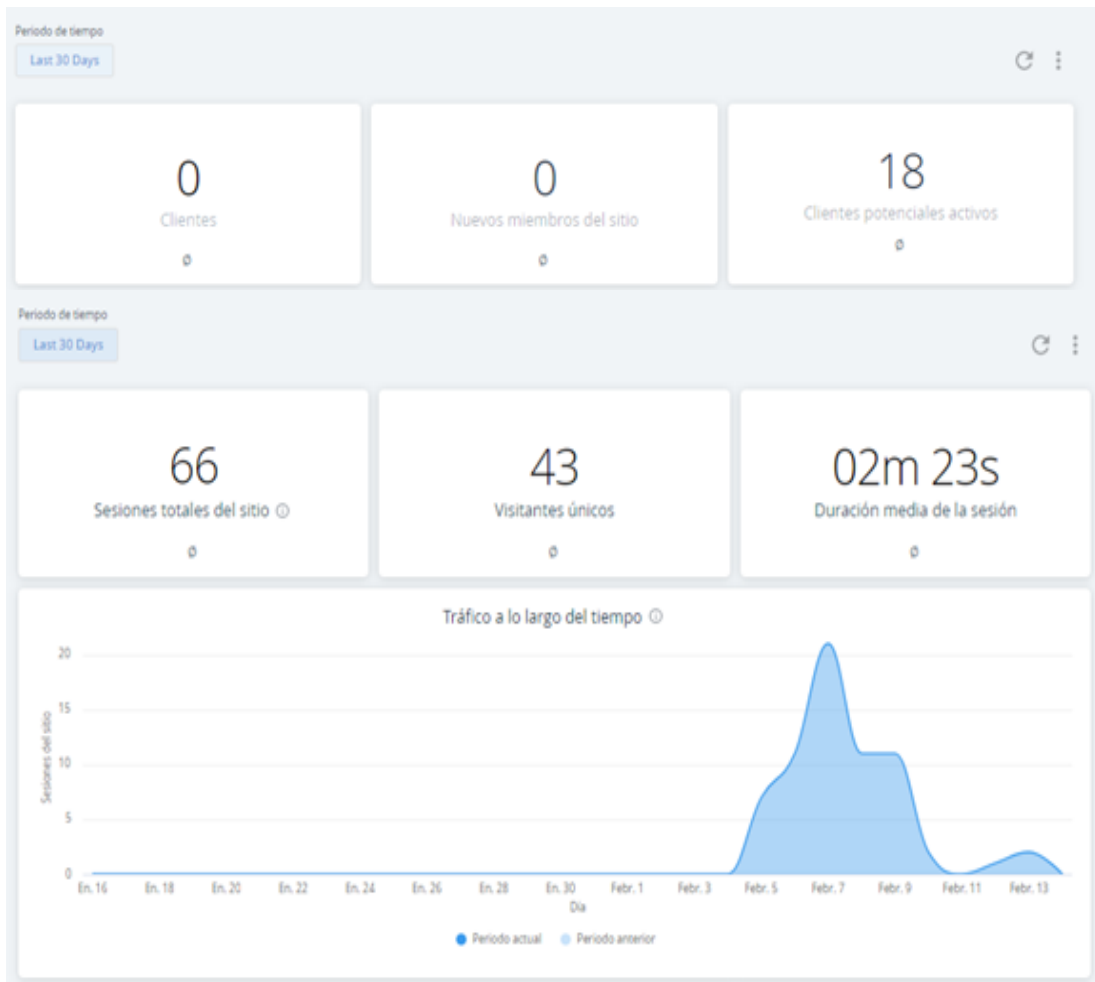 Periodo de tiempo
Last 30 Days
0
Clientes
Ø
0
Nuevos miembros del sitio
Ø
18
Clientes potenciales activos
Ø
Periodo de tiempo
Last 30 Days
66
Sesiones totales del sitio
Ø
43
Visitantes únicos
Ø
02m 23s
Duración media de la sesión
Ø
Tráfico a lo largo del tiempo
Sesiones del sitio
20
15
10
5
0
En. 16 En. 18 En. 20 En. 22 En. 24 En. 26 En. 28 En. 30 Febr. 1 Febr. 3 Febr. 5 Febr. 7 Febr. 9 Febr. 11 Febr. 13
Día
Periodo actual Periodo anterior